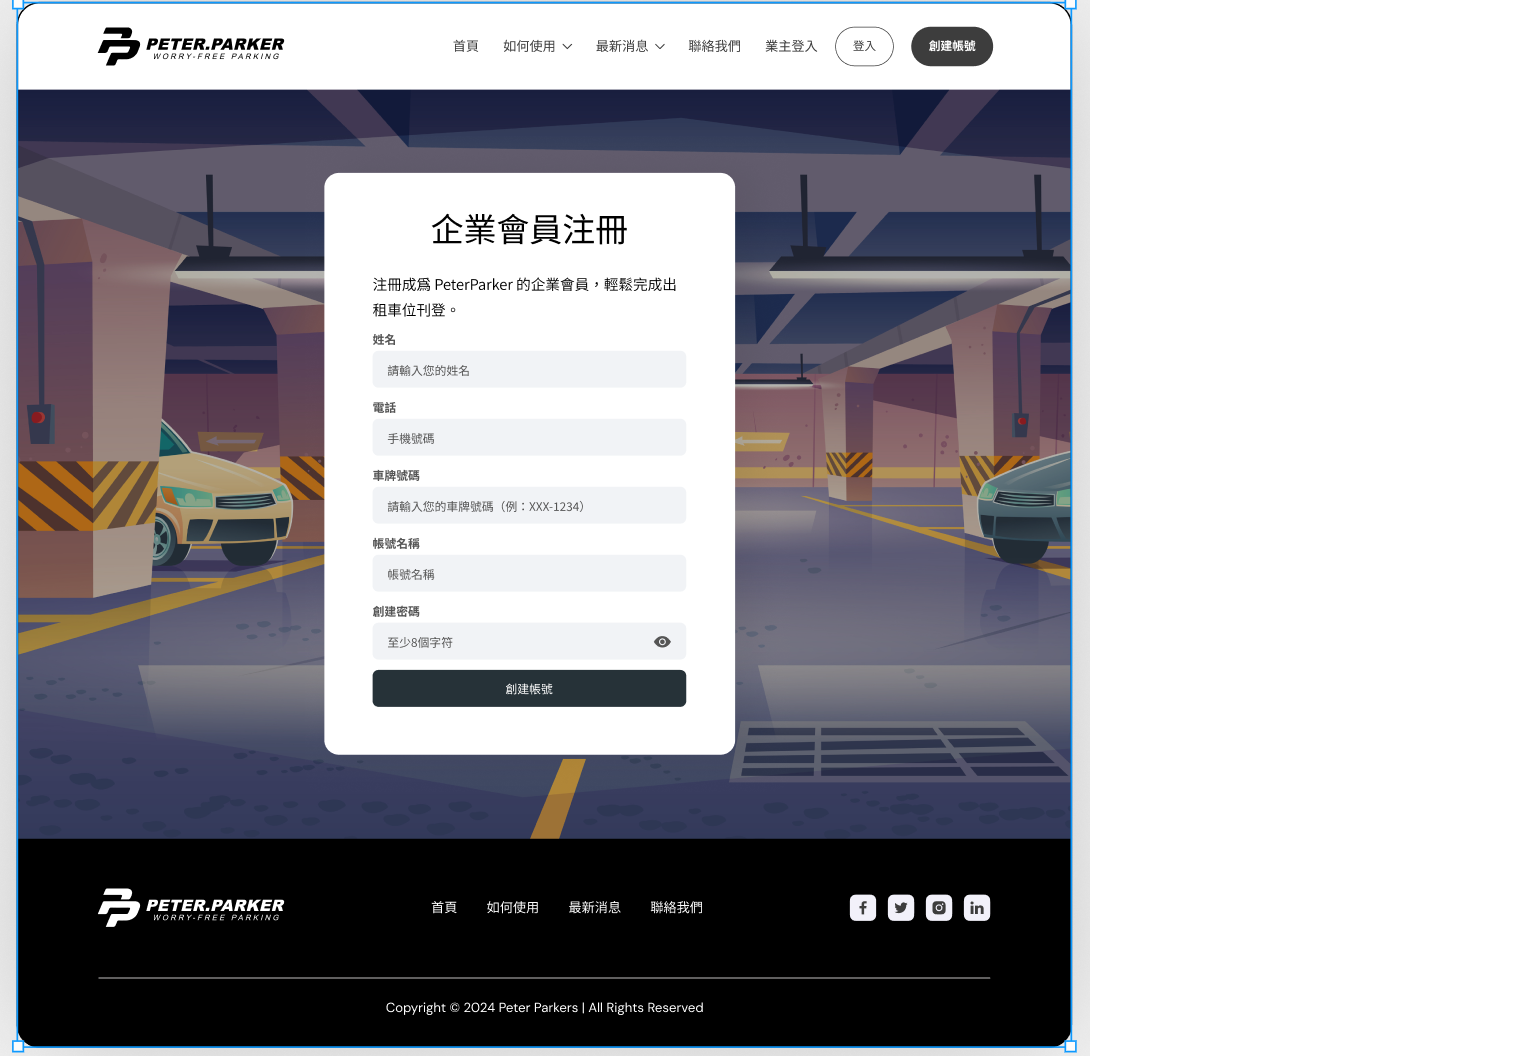 PETER.PARKER
WORRY-FREE PARKING
首頁 如何使用 最新消息 聯絡我們 業主登入 登入 創建帳號
企業會員注冊
注冊成爲 PeterParker 的企業會員，輕鬆完成出
租車位刊登。
姓名
請輸入您的姓名
電話
手機號碼
車牌號碼
請輸入您的車牌號碼（例：XXX-1234）
帳號名稱
帳號名稱
創建密碼
至少8個字符
創建帳號
PETER.PARKER
WORRY-FREE PARKING
首頁 如何使用 最新消息 聯絡我們
Copyright © 2024 Peter Parkers | All Rights Reserved